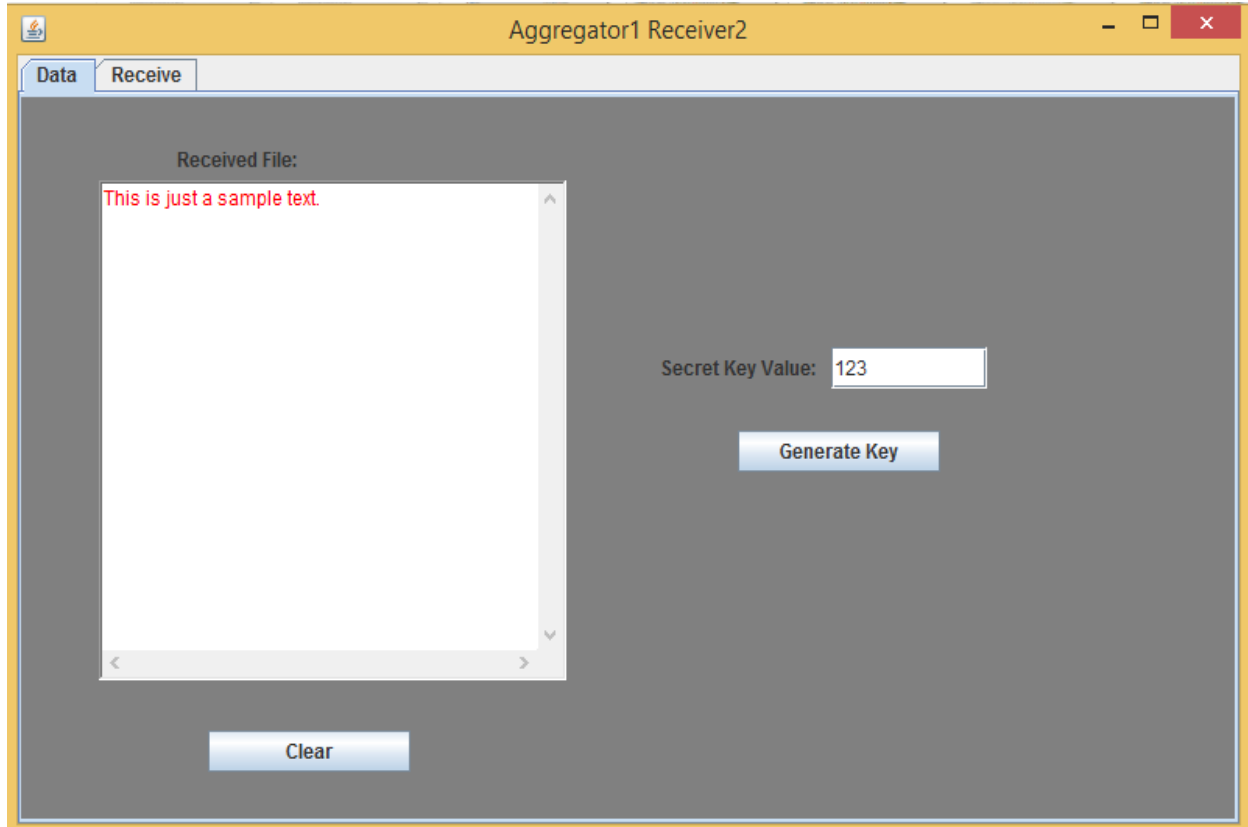 Aggregator1 Receiver2
Data Receive
Received File:
This is just a sample text.
Secret Key Value: 123
Generate Key
Clear